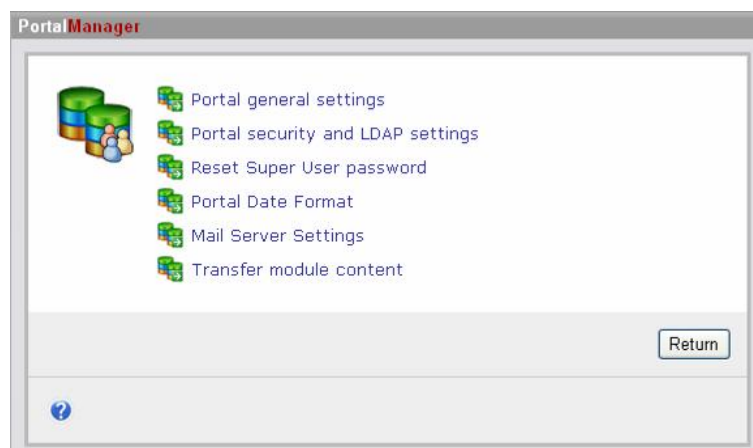 PortalManager
Portal general settings
Portal security and LDAP settings
Reset Super User password
Portal Date Format
Mail Server Settings
Transfer module content
Return
?